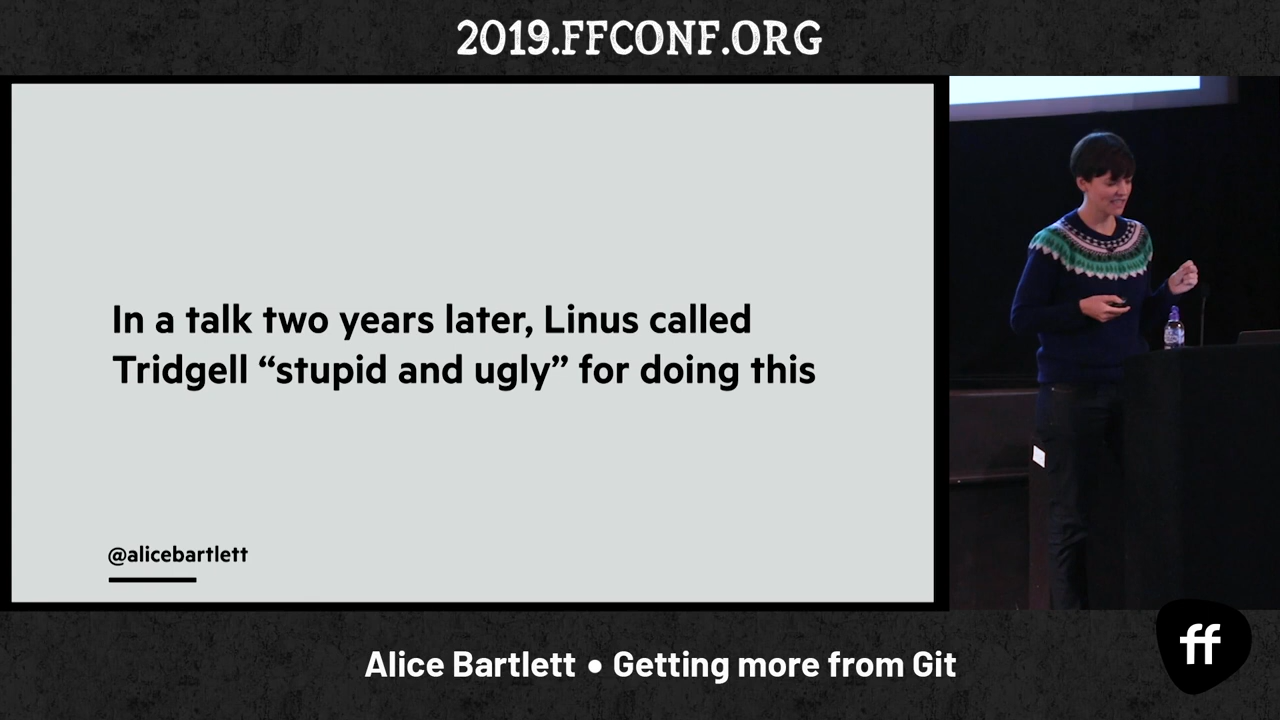 2019.FFCONF.ORG
In a talk two years later, Linus called
Tridgell “stupid and ugly” for doing this
@alicebartlett
Alice Bartlett • Getting more from Git
ff